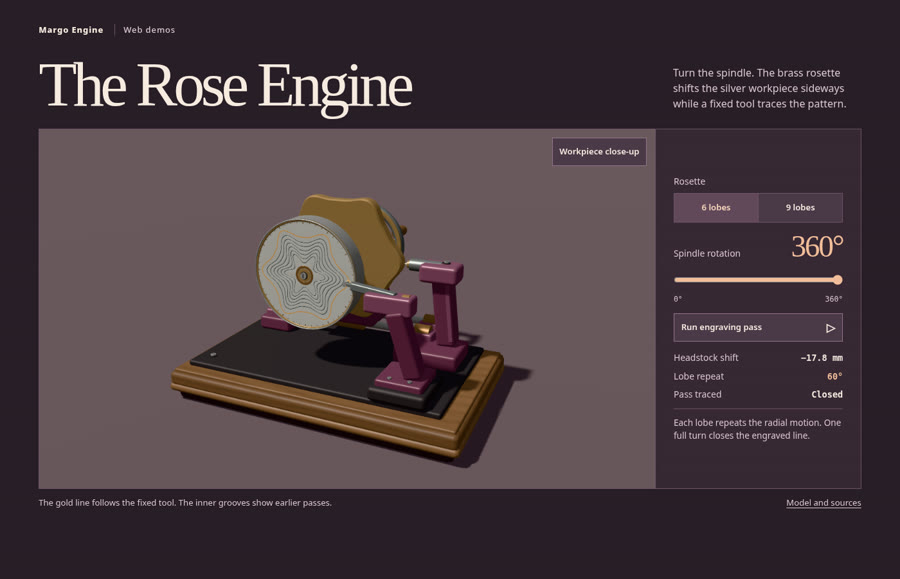 Margo Engine
Web demos
The Rose Engine
Turn the spindle. The brass rosette
shifts the silver workpiece sideways
while a fixed tool traces the pattern.
Workpiece close-up
Rosette
6 lobes
9 lobes
Spindle rotation
360°
0°
360°
Run engraving pass
Headstock shift
−17.8 mm
Lobe repeat
60°
Pass traced
Closed
Each lobe repeats the radial motion. One
full turn closes the engraved line.
The gold line follows the fixed tool. The inner grooves show earlier passes.
Model and sources